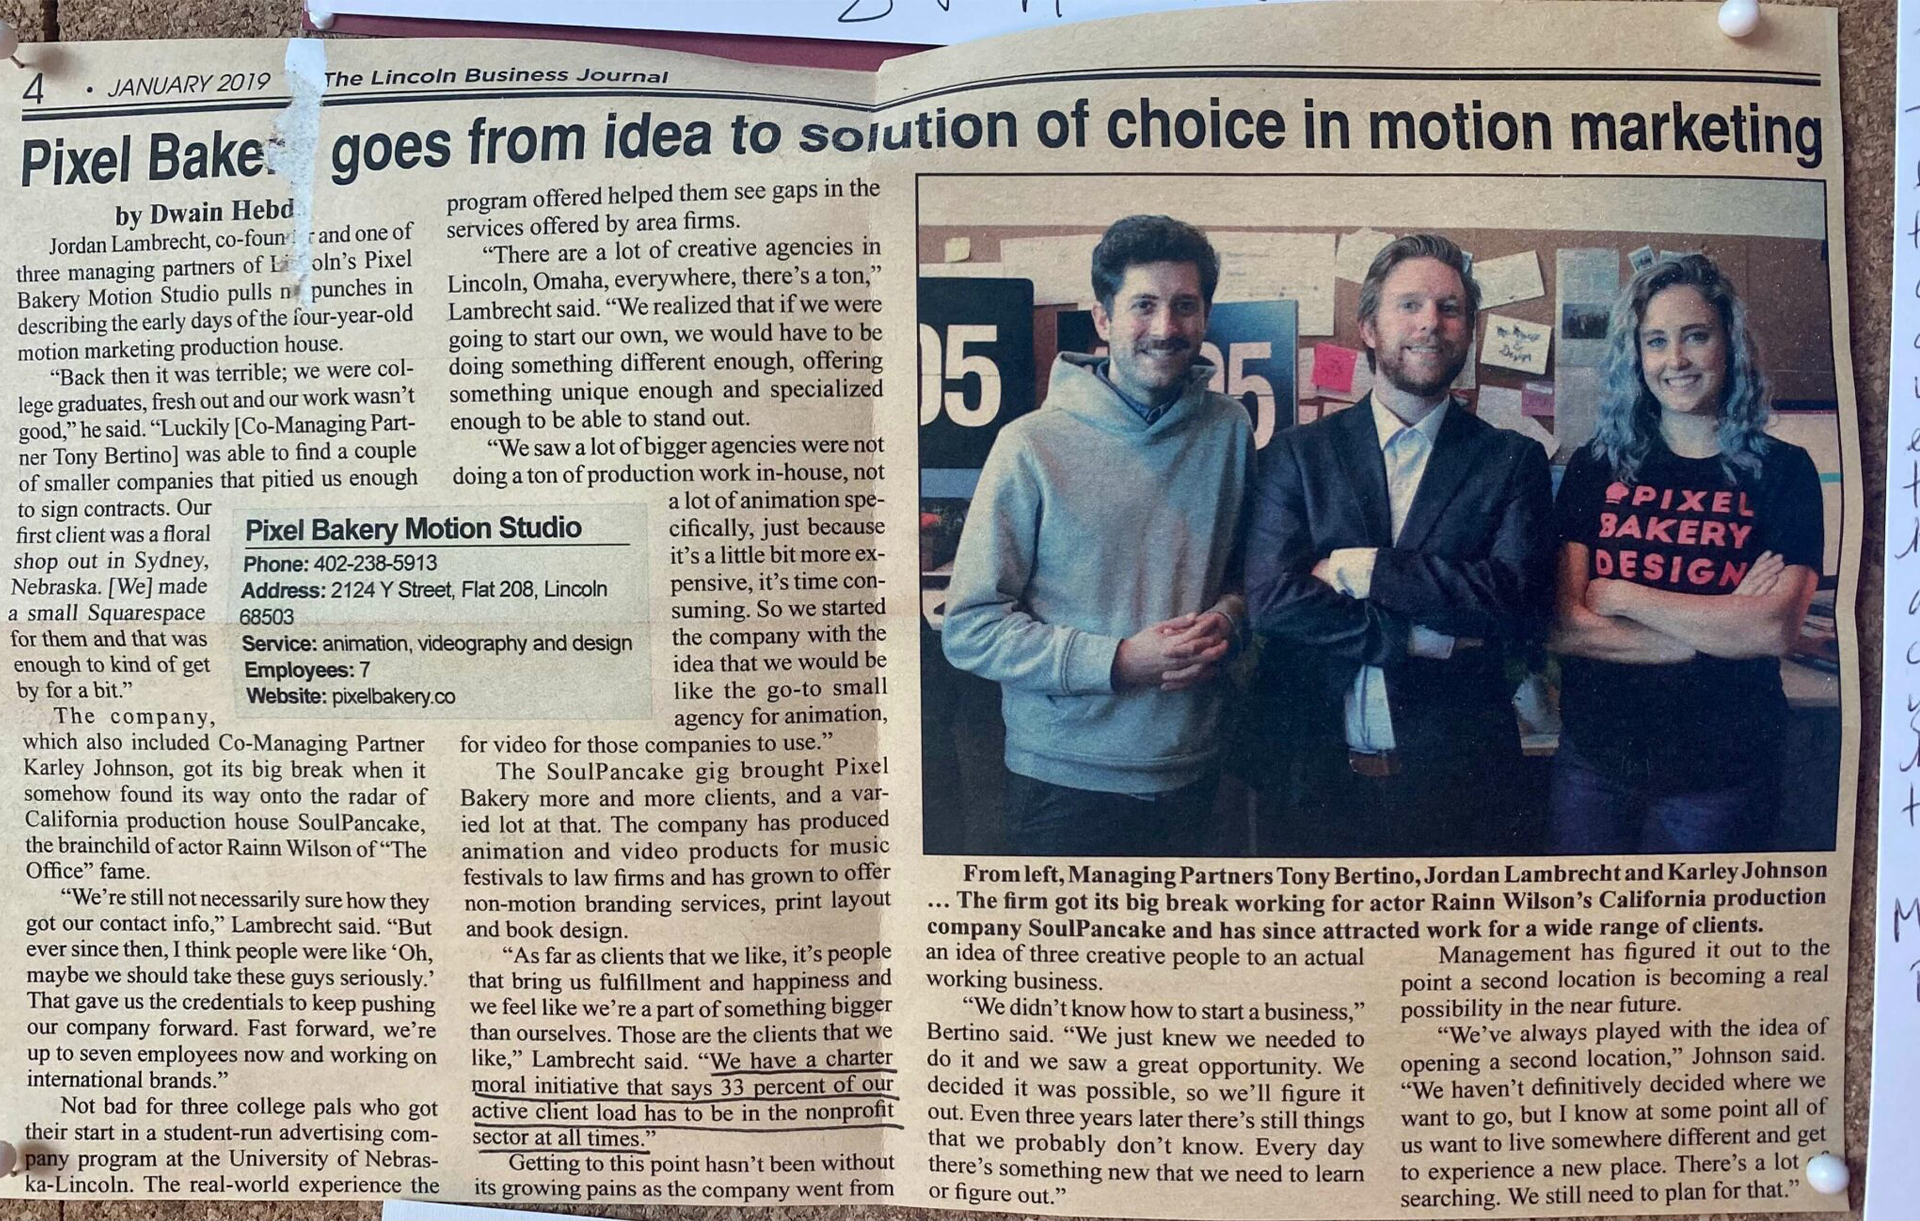 4 • JANUARY 2019 The Lincoln Business Journal
Pixel Bake goes from idea to solution of choice in motion marketing
by Dwain Hebd
Jordan Lambrecht, co-foun r and one of
three managing partners of Li oln's Pixel
Bakery Motion Studio pulls n punches in
describing the early days of the four-year-old
motion marketing production house.
“Back then it was terrible; we were col-
lege graduates, fresh out and our work wasn't
good,” he said. “Luckily [Co-Managing Part-
ner Tony Bertino] was able to find a couple
of smaller companies that pitied us enough
to sign contracts. Our
first client was a floral
shop out in Sydney,
Nebraska. [We] made
a small Squarespace
for them and that was
enough to kind of get
by for a bit.”
The company,
which also included Co-Managing Partner
Karley Johnson, got its big break when it
somehow found its way onto the radar of
California production house SoulPancake,
the brainchild of actor Rainn Wilson of “The
Office” fame.
“We're still not necessarily sure how they
got our contact info,” Lambrecht said. “But
ever since then, I think people were like ‘Oh,
maybe we should take these guys seriously.’
That gave us the credentials to keep pushing
our company forward. Fast forward, we're
up to seven employees now and working on
international brands.”
Not bad for three college pals who got
their start in a student-run advertising com-
pany program at the University of Nebras-
ka-Lincoln. The real-world experience the
Pixel Bakery Motion Studio
Phone: 402-238-5913
Address: 2124 Y Street, Flat 208, Lincoln
68503
Service: animation, videography and design
Employees: 7
Website: pixelbakery.co
program offered helped them see gaps in the
services offered by area firms.
“There are a lot of creative agencies in
Lincoln, Omaha, everywhere, there's a ton,”
Lambrecht said. “We realized that if we were
going to start our own, we would have to be
doing something different enough, offering
something unique enough and specialized
enough to be able to stand out.
“We saw a lot of bigger agencies were not
doing a ton of production work in-house, not
a lot of animation spe-
cifically, just because
it's a little bit more ex-
pensive, it's time con-
suming. So we started
the company with the
idea that we would be
like the go-to small
agency for animation,
for video for those companies to use.”
The SoulPancake gig brought Pixel
Bakery more and more clients, and a var-
ied lot at that. The company has produced
animation and video products for music
festivals to law firms and has grown to offer
non-motion branding services, print layout
and book design.
“As far as clients that we like, it's people
that bring us fulfillment and happiness and
we feel like we're a part of something bigger
than ourselves. Those are the clients that we
like,” Lambrecht said. “We have a charter
moral initiative that says 33 percent of our
active client load has to be in the nonprofit
sector at all times.”
Getting to this point hasn't been without
its growing pains as the company went from
05
05
PIXEL
BAKERY
DESIGN
From left, Managing Partners Tony Bertino, Jordan Lambrecht and Karley Johnson
... The firm got its big break working for actor Rainn Wilson's California production
company SoulPancake and has since attracted work for a wide range of clients.
an idea of three creative people to an actual
working business.
“We didn't know how to start a business,”
Bertino said. “We just knew we needed to
do it and we saw a great opportunity. We
decided it was possible, so we'll figure it
out. Even three years later there's still things
that we probably don't know. Every day
there's something new that we need to learn
or figure out.”
Management has figured it out to the
point a second location is becoming a real
possibility in the near future.
“We've always played with the idea of
opening a second location,” Johnson said.
“We haven't definitively decided where we
want to go, but I know at some point all of
us want to live somewhere different and get
to experience a new place. There's a lot
searching. We still need to plan for that.”